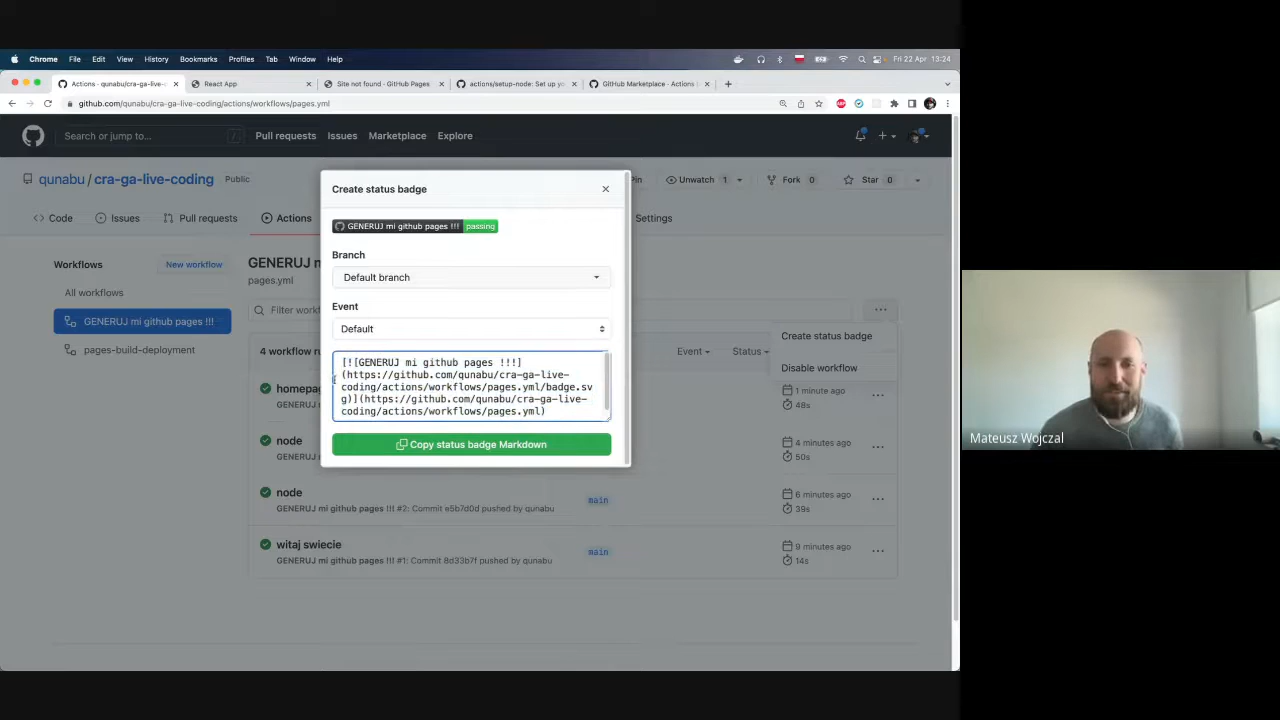 Chrome File Edit View History Bookmarks Profiles Tab Window Help Fri 22 Apr 13:24
Actions · qunabu/cra-ga-live- React App Site not found · GitHub Pages actions/setup-node: Set up yo GitHub Marketplace · Actions
github.com/qunabu/cra-ga-live-coding/actions/workflows/pages.yml
Search or jump to... / Pull requests Issues Marketplace Explore
qunabu / cra-ga-live-coding Public Pin Unwatch 1 Fork 0 Star 0
Code Issues Pull requests Actions Settings
Workflows New workflow
All workflows
GENERUJ mi github pages !!!
pages-build-deployment
GENERUJ m
pages.yml
Filter workf
4 workflow ru Event Status
Create status badge
Disable workflow
homepag
GENERUJ
1 minute ago
48s
node
GENERUJ
4 minutes ago
50s
node
GENERUJ mi github pages !!! #2: Commit e5b7d0d pushed by qunabu
main
6 minutes ago
39s
witaj swiecie
GENERUJ mi github pages !!! #1: Commit 8d33b7f pushed by qunabu
main
9 minutes ago
14s
Create status badge
GENERUJ mi github pages !!! passing
Branch
Default branch
Event
Default
[![GENERUJ mi github pages !!!]
(https://github.com/qunabu/cra-ga-live-
coding/actions/workflows/pages.yml/badge.sv
g)](https://github.com/qunabu/cra-ga-live-
coding/actions/workflows/pages.yml)
Copy status badge Markdown
Mateusz Wojczal